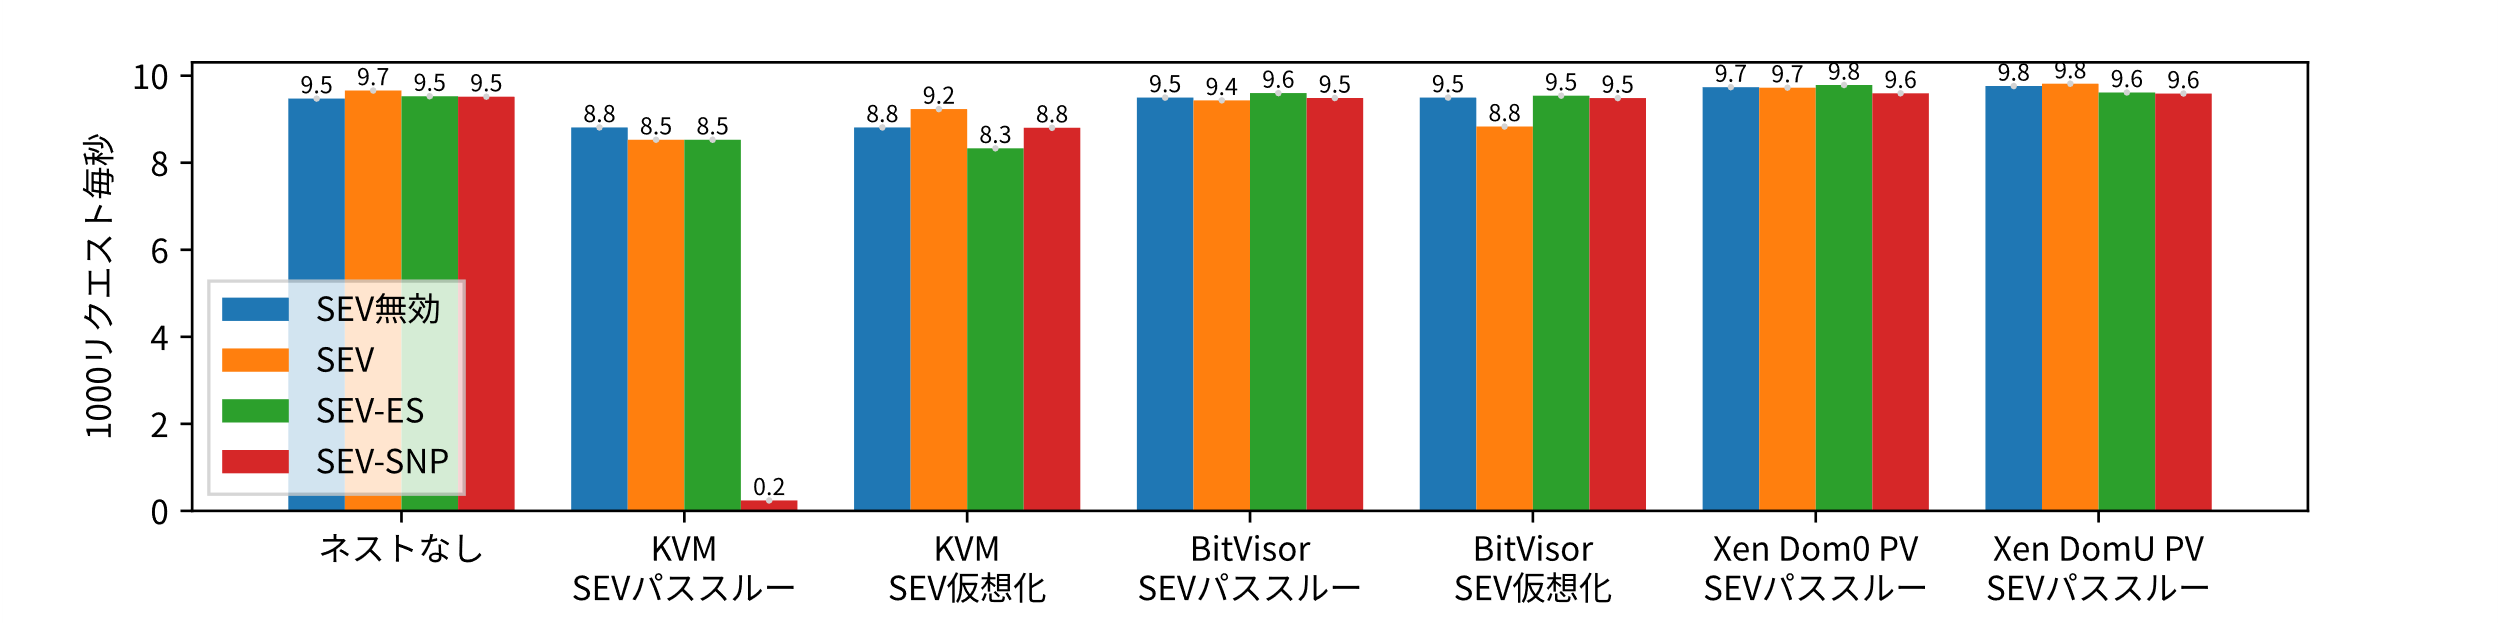 1000リクエスト毎秒
10
8
6
4
2
0
SEV無効
SEV
SEV-ES
SEV-SNP
9.5 9.7 9.5 9.5
8.8 8.5 8.5 0.2
8.8 9.2 8.3 8.8
9.5 9.4 9.6 9.5
9.5 8.8 9.5 9.5
9.7 9.7 9.8 9.6
9.8 9.8 9.6 9.6
ネストなし
KVM
SEVパススルー
KVM
SEV仮想化
BitVisor
SEVパススルー
BitVisor
SEV仮想化
Xen Dom0 PV
SEVパススルー
Xen DomU PV
SEVパススルー